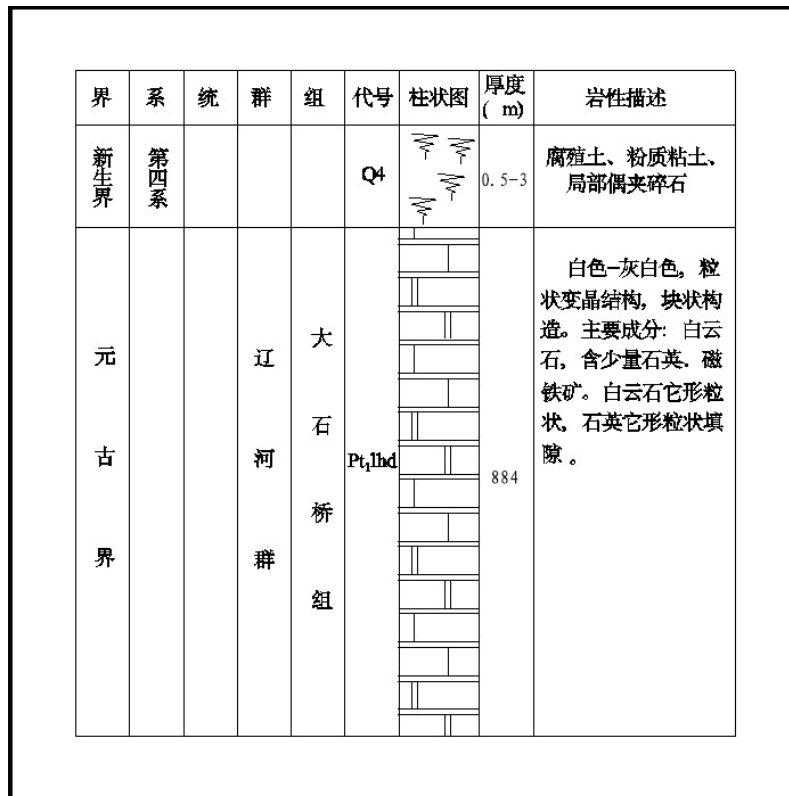 界 系 统 群 组 代号 柱状图 厚度( m) 岩性描述
新生界 第四系 Q4 0.5-3 腐殖土、粉质粘土、
局部偶夹碎石
元古界 辽河群 大石桥组 Pt₁lhd 884
白色-灰白色，粒
状变晶结构，块状构
造。主要成分：白云
石，含少量石英．磁
铁矿。白云石它形粒
状，石英它形粒状填
隙。